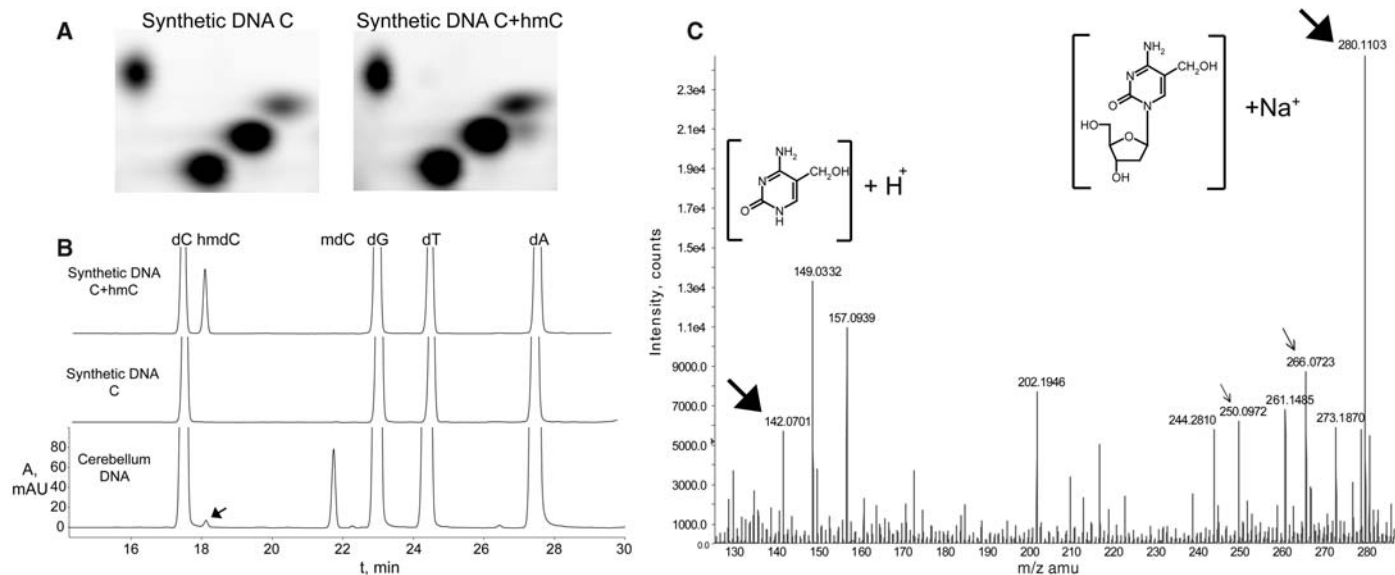 A
Synthetic DNA C
Synthetic DNA C+hmC
B
dC hmdC mdC dG dT dA
Synthetic DNA
C+hmC
Synthetic DNA
C
Cerebellum
DNA
A,
mAU
80
60
40
20
0
16 18 20 22 24 26 28 30
t, min
C
Intensity, counts
2.3e4
2.1e4
1.9e4
1.7e4
1.5e4
1.3e4
1.1e4
9000.0
7000.0
5000.0
3000.0
1000.0
0.0
NH2
CH2OH
N
O
N
H
+ H+
NH2
CH2OH
N
O
N
HO
O
OH
+Na+
142.0701
149.0332
157.0939
202.1946
244.2810
250.0972
261.1485
266.0723
273.1870
280.1103
130 140 150 160 170 180 190 200 210 220 230 240 250 260 270 280
m/z amu